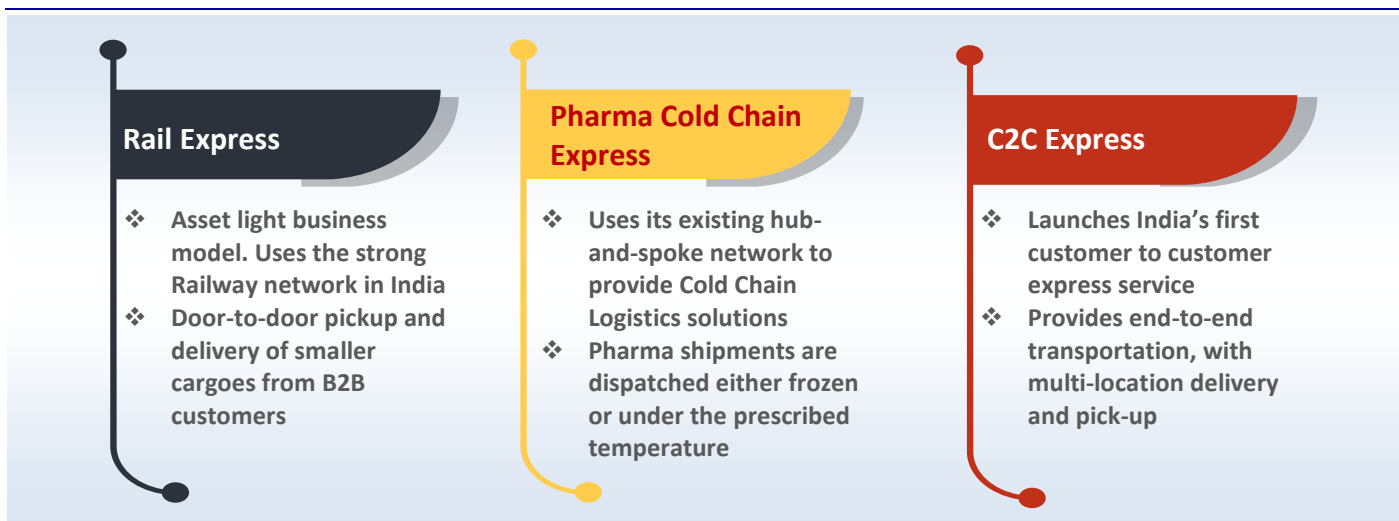 Rail Express
❖ Asset light business
model. Uses the strong
Railway network in India
❖ Door-to-door pickup and
delivery of smaller
cargoes from B2B
customers
Pharma Cold Chain
Express
❖ Uses its existing hub-
and-spoke network to
provide Cold Chain
Logistics solutions
❖ Pharma shipments are
dispatched either frozen
or under the prescribed
temperature
C2C Express
❖ Launches India’s first
customer to customer
express service
❖ Provides end-to-end
transportation, with
multi-location delivery
and pick-up